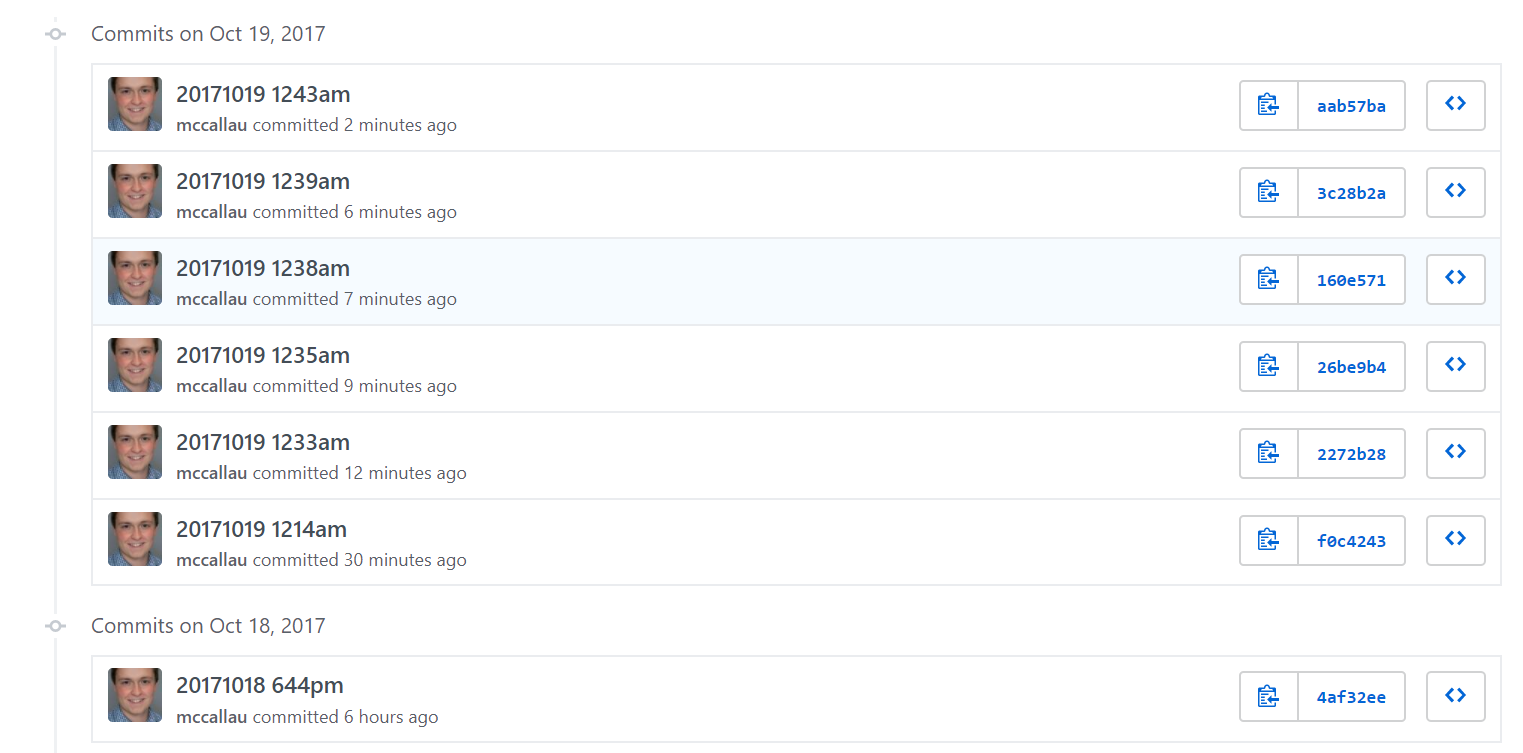 Commits on Oct 19, 2017
20171019 1243am
mccallau committed 2 minutes ago
aab57ba
20171019 1239am
mccallau committed 6 minutes ago
3c28b2a
20171019 1238am
mccallau committed 7 minutes ago
160e571
20171019 1235am
mccallau committed 9 minutes ago
26be9b4
20171019 1233am
mccallau committed 12 minutes ago
2272b28
20171019 1214am
mccallau committed 30 minutes ago
f0c4243
Commits on Oct 18, 2017
20171018 644pm
mccallau committed 6 hours ago
4af32ee